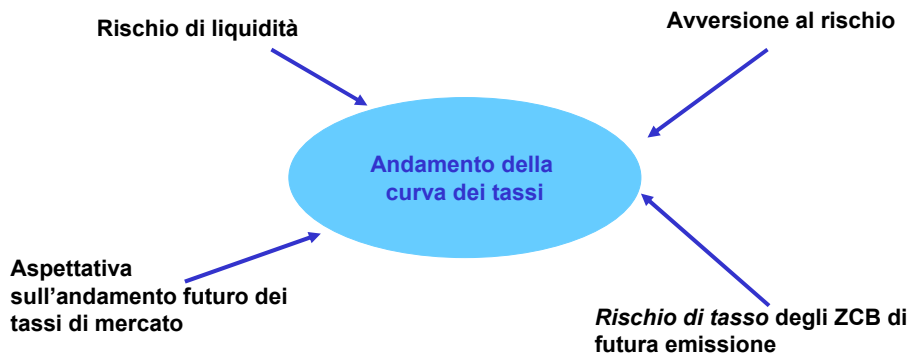 Rischio di liquidità
Avversione al rischio
Andamento della
curva dei tassi
Aspettativa
sull'andamento futuro dei
tassi di mercato
Rischio di tasso degli ZCB di
futura emissione